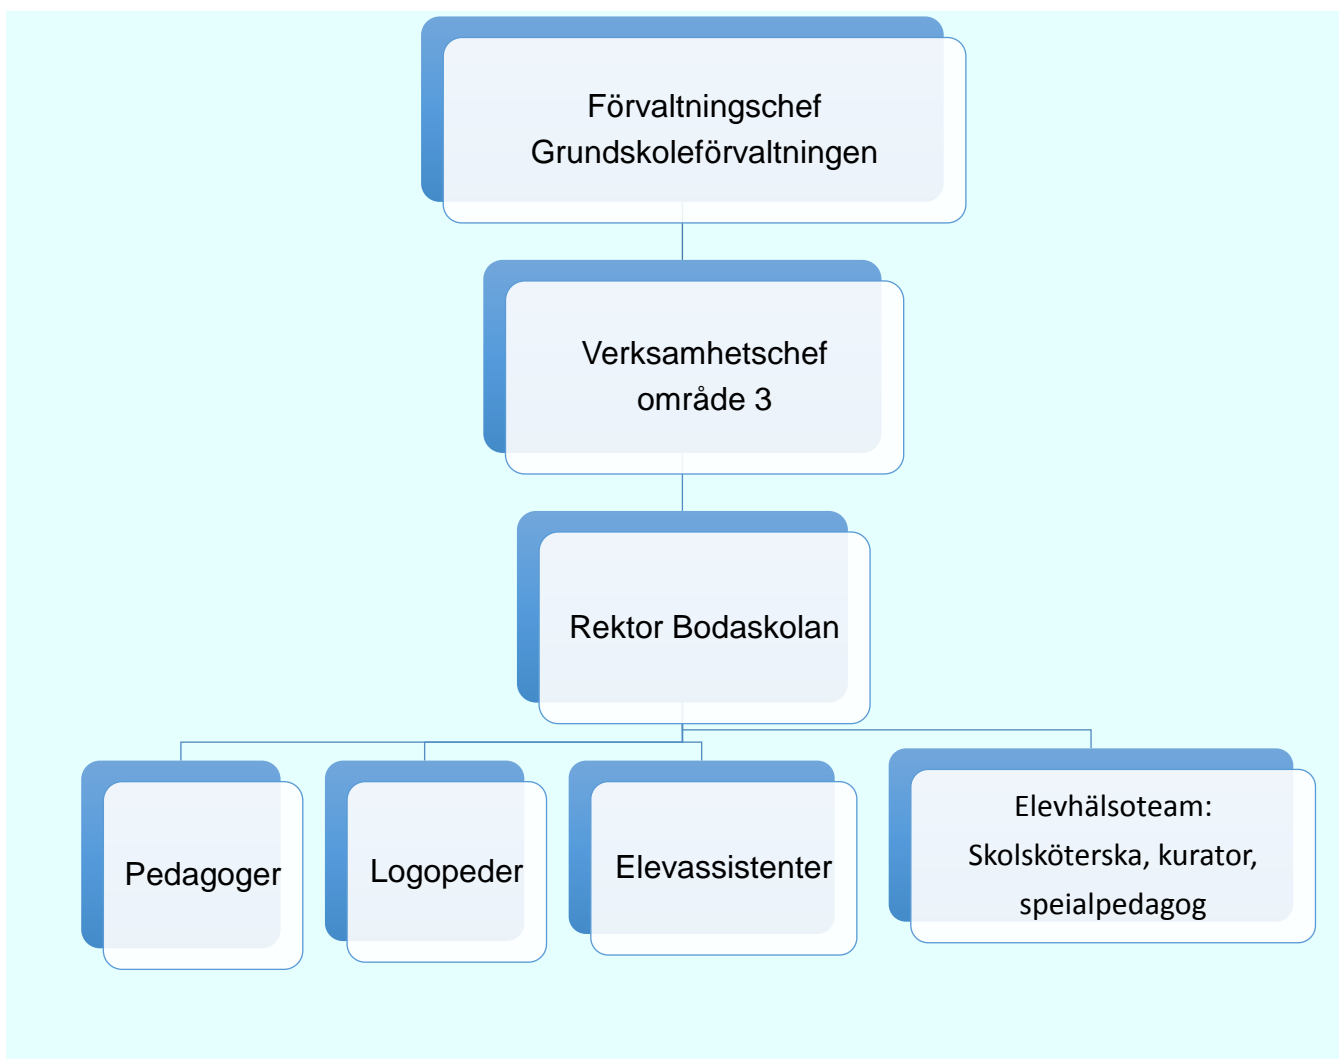 Förvaltningschef
Grundskoleförvaltningen
Verksamhetschef
område 3
Rektor Bodaskolan
Pedagoger
Logopeder
Elevassistenter
Elevhälsoteam:
Skolsköterska, kurator,
speialpedagog